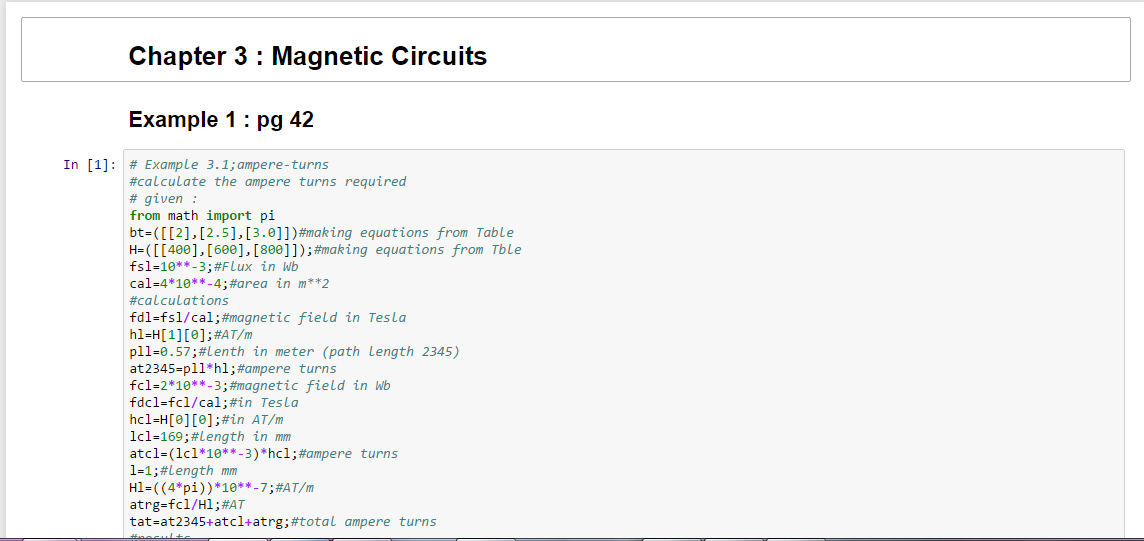 Chapter 3 : Magnetic Circuits
Example 1 : pg 42
In [1]: # Example 3.1;ampere-turns
#calculate the ampere turns required
# given :
from math import pi
bt=([[2],[2.5],[3.0]])#making equations from Table
H=([[400],[600],[800]]);#making equations from Tble
fsl=10**-3;#Flux in Wb
cal=4*10**-4;#area in m**2
#calculations
fdl=fsl/cal;#magnetic field in Tesla
hl=H[1][0];#AT/m
pll=0.57;#lenth in meter (path length 2345)
at2345=pll*hl;#ampere turns
fcl=2*10**-3;#magnetic field in Wb
fdcl=fcl/cal;#in Tesla
hcl=H[0][0];#in AT/m
lcl=169;#length in mm
atcl=(lcl*10**-3)*hcl;#ampere turns
l=1;#length mm
Hl=((4*pi))*10**-7;#AT/m
atrg=fcl/Hl;#AT
tat=at2345+atcl+atrg;#total ampere turns